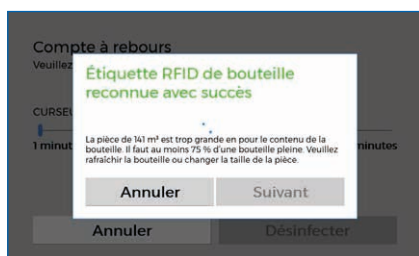 Compte à rebours
Veuillez
Étiquette RFID de bouteille
reconnue avec succès
CURSEU
La pièce de 141 m³ est trop grande en pour le contenu de la
bouteille. Il faut au moins 75 % d'une bouteille pleine. Veuillez
rafraîchir la bouteille ou changer la taille de la pièce.
1 minut
minutes
Annuler
Suivant
Annuler
Désinfecter